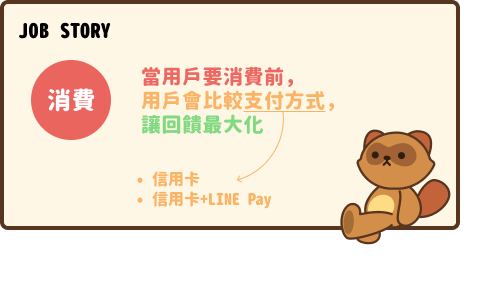 JOB STORY
消費
當用戶要消費前，
用戶會比較支付方式，
讓回饋最大化
• 信用卡
• 信用卡+LINE Pay